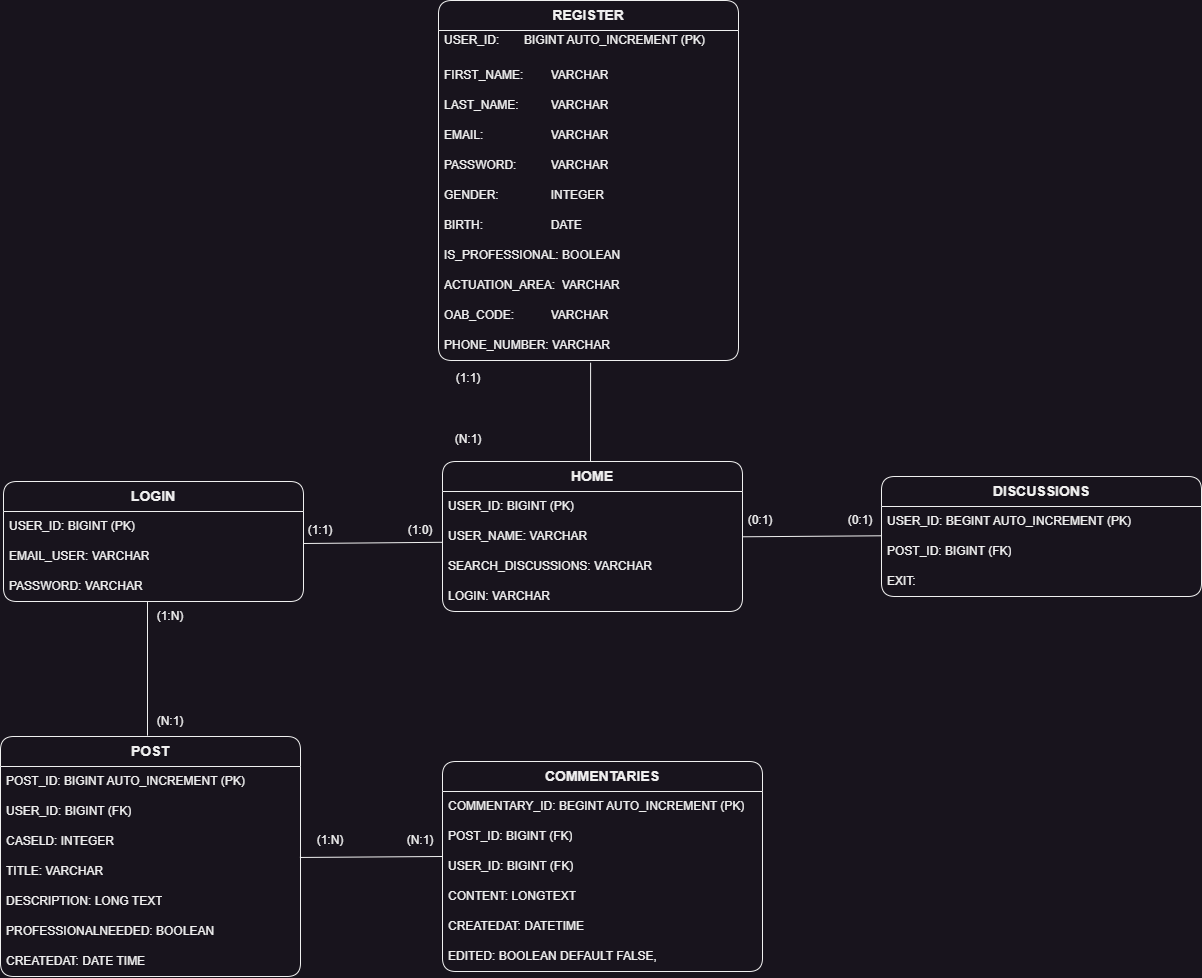 REGISTER
USER_ID: BIGINT AUTO_INCREMENT (PK)
FIRST_NAME: VARCHAR
LAST_NAME: VARCHAR
EMAIL: VARCHAR
PASSWORD: VARCHAR
GENDER: INTEGER
BIRTH: DATE
IS_PROFESSIONAL: BOOLEAN
ACTUATION_AREA: VARCHAR
OAB_CODE: VARCHAR
PHONE_NUMBER: VARCHAR
(1:1)
(N:1)
LOGIN
USER_ID: BIGINT (PK)
EMAIL_USER: VARCHAR
PASSWORD: VARCHAR
(1:1)
(1:0)
HOME
USER_ID: BIGINT (PK)
USER_NAME: VARCHAR
SEARCH_DISCUSSIONS: VARCHAR
LOGIN: VARCHAR
(0:1)
(0:1)
DISCUSSIONS
USER_ID: BEGINT AUTO_INCREMENT (PK)
POST_ID: BIGINT (FK)
EXIT:
(1:N)
(N:1)
POST
POST_ID: BIGINT AUTO_INCREMENT (PK)
USER_ID: BIGINT (FK)
CASELD: INTEGER
TITLE: VARCHAR
DESCRIPTION: LONG TEXT
PROFESSIONALNEEDED: BOOLEAN
CREATEDAT: DATE TIME
(1:N)
(N:1)
COMMENTARIES
COMMENTARY_ID: BEGINT AUTO_INCREMENT (PK)
POST_ID: BIGINT (FK)
USER_ID: BIGINT (FK)
CONTENT: LONGTEXT
CREATEDAT: DATETIME
EDITED: BOOLEAN DEFAULT FALSE,